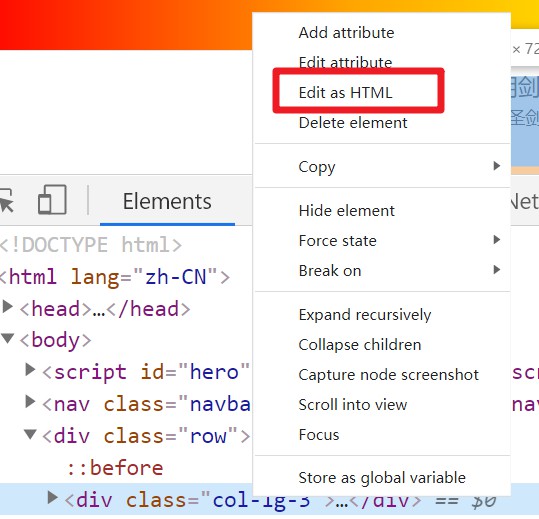 Add attribute
Edit attribute
× 72
Edit as HTML
Delete element
Copy
Elements
Net
Hide element
Force state
Break on
<!DOCTYPE html>
<html lang="zh-CN">
<head>…</head>
<body>
Expand recursively
Collapse children
<script id="hero"
scr
Capture node screenshot
<nav class="navba
nav
Scroll into view
<div class="row">
Focus
::before
Store as global variable
<div class="col-lg-3">…</div> == $0